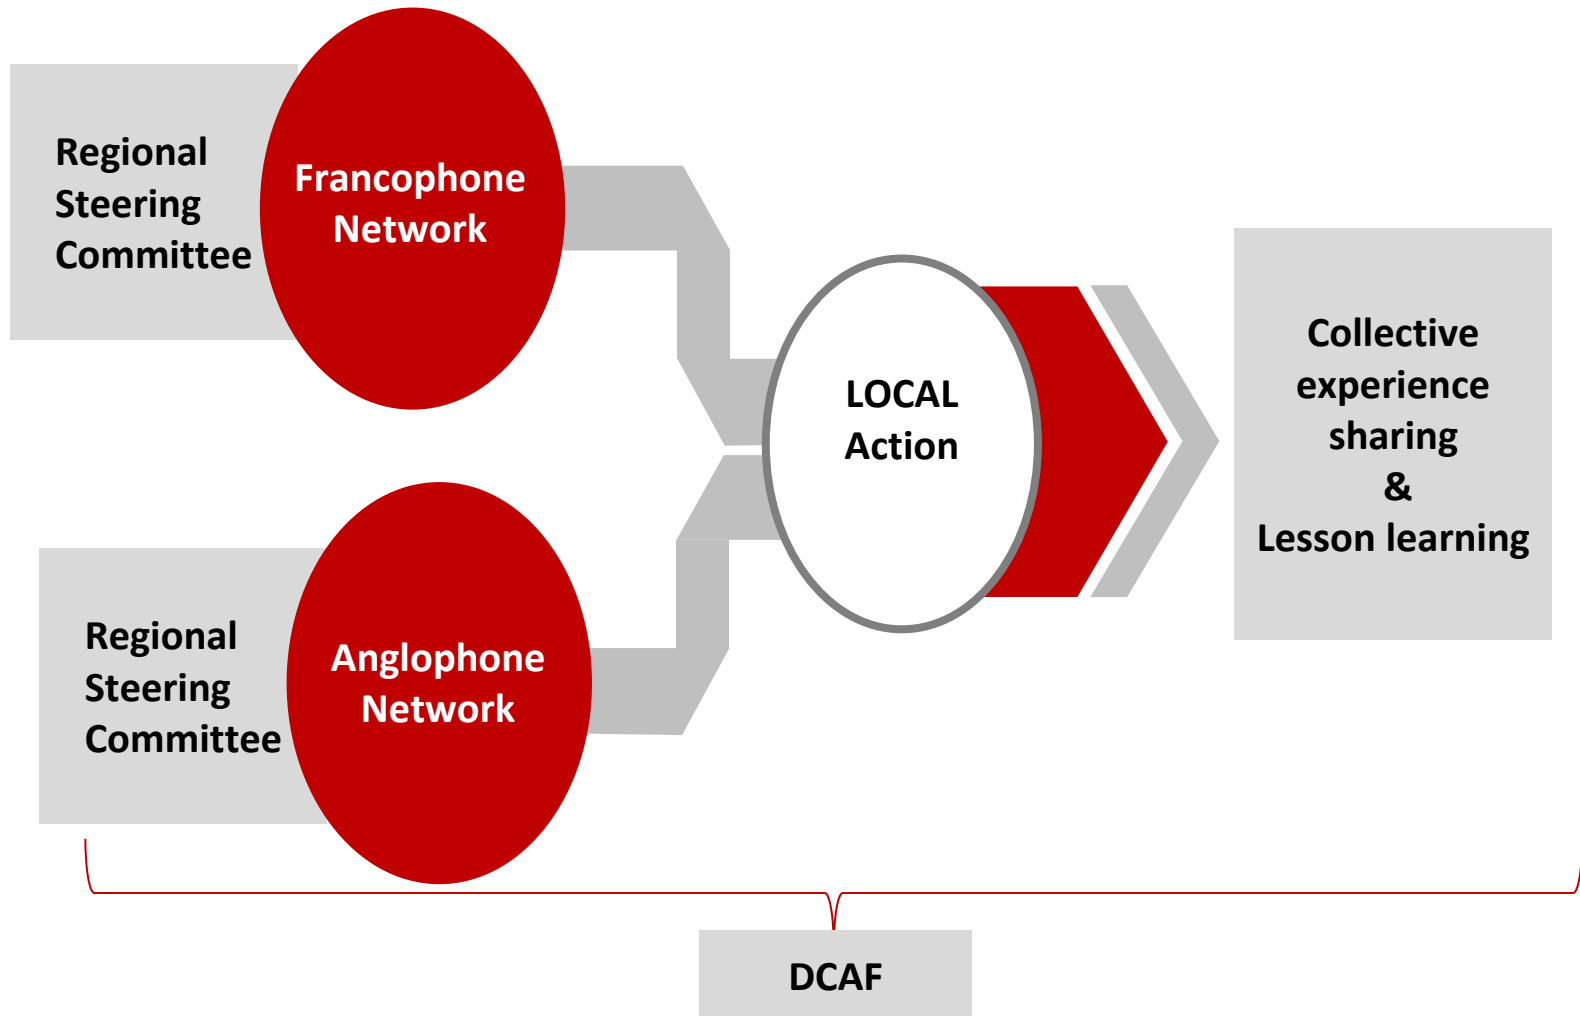 Regional
Steering
Committee
Francophone
Network
LOCAL
Action
Collective
experience
sharing
&
Lesson learning
Regional
Steering
Committee
Anglophone
Network
DCAF